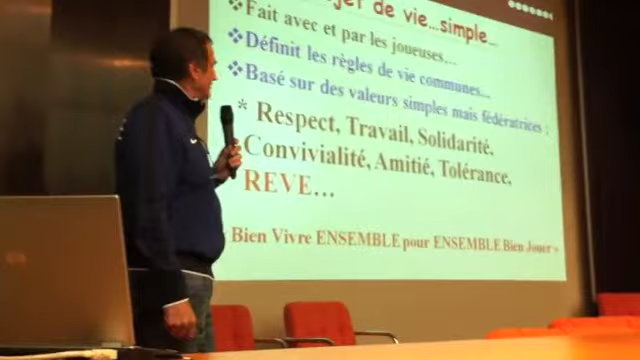 de vie...simple...
❖Fait avec et par les joueuses...
❖Définit les règles de vie communes...
❖Basé sur des valeurs simples mais fédératrices :
* Respect, Travail, Solidarité,
Convivialité, Amitié, Tolérance,
REVE...
Bien Vivre ENSEMBLE pour ENSEMBLE Bien Jouer »